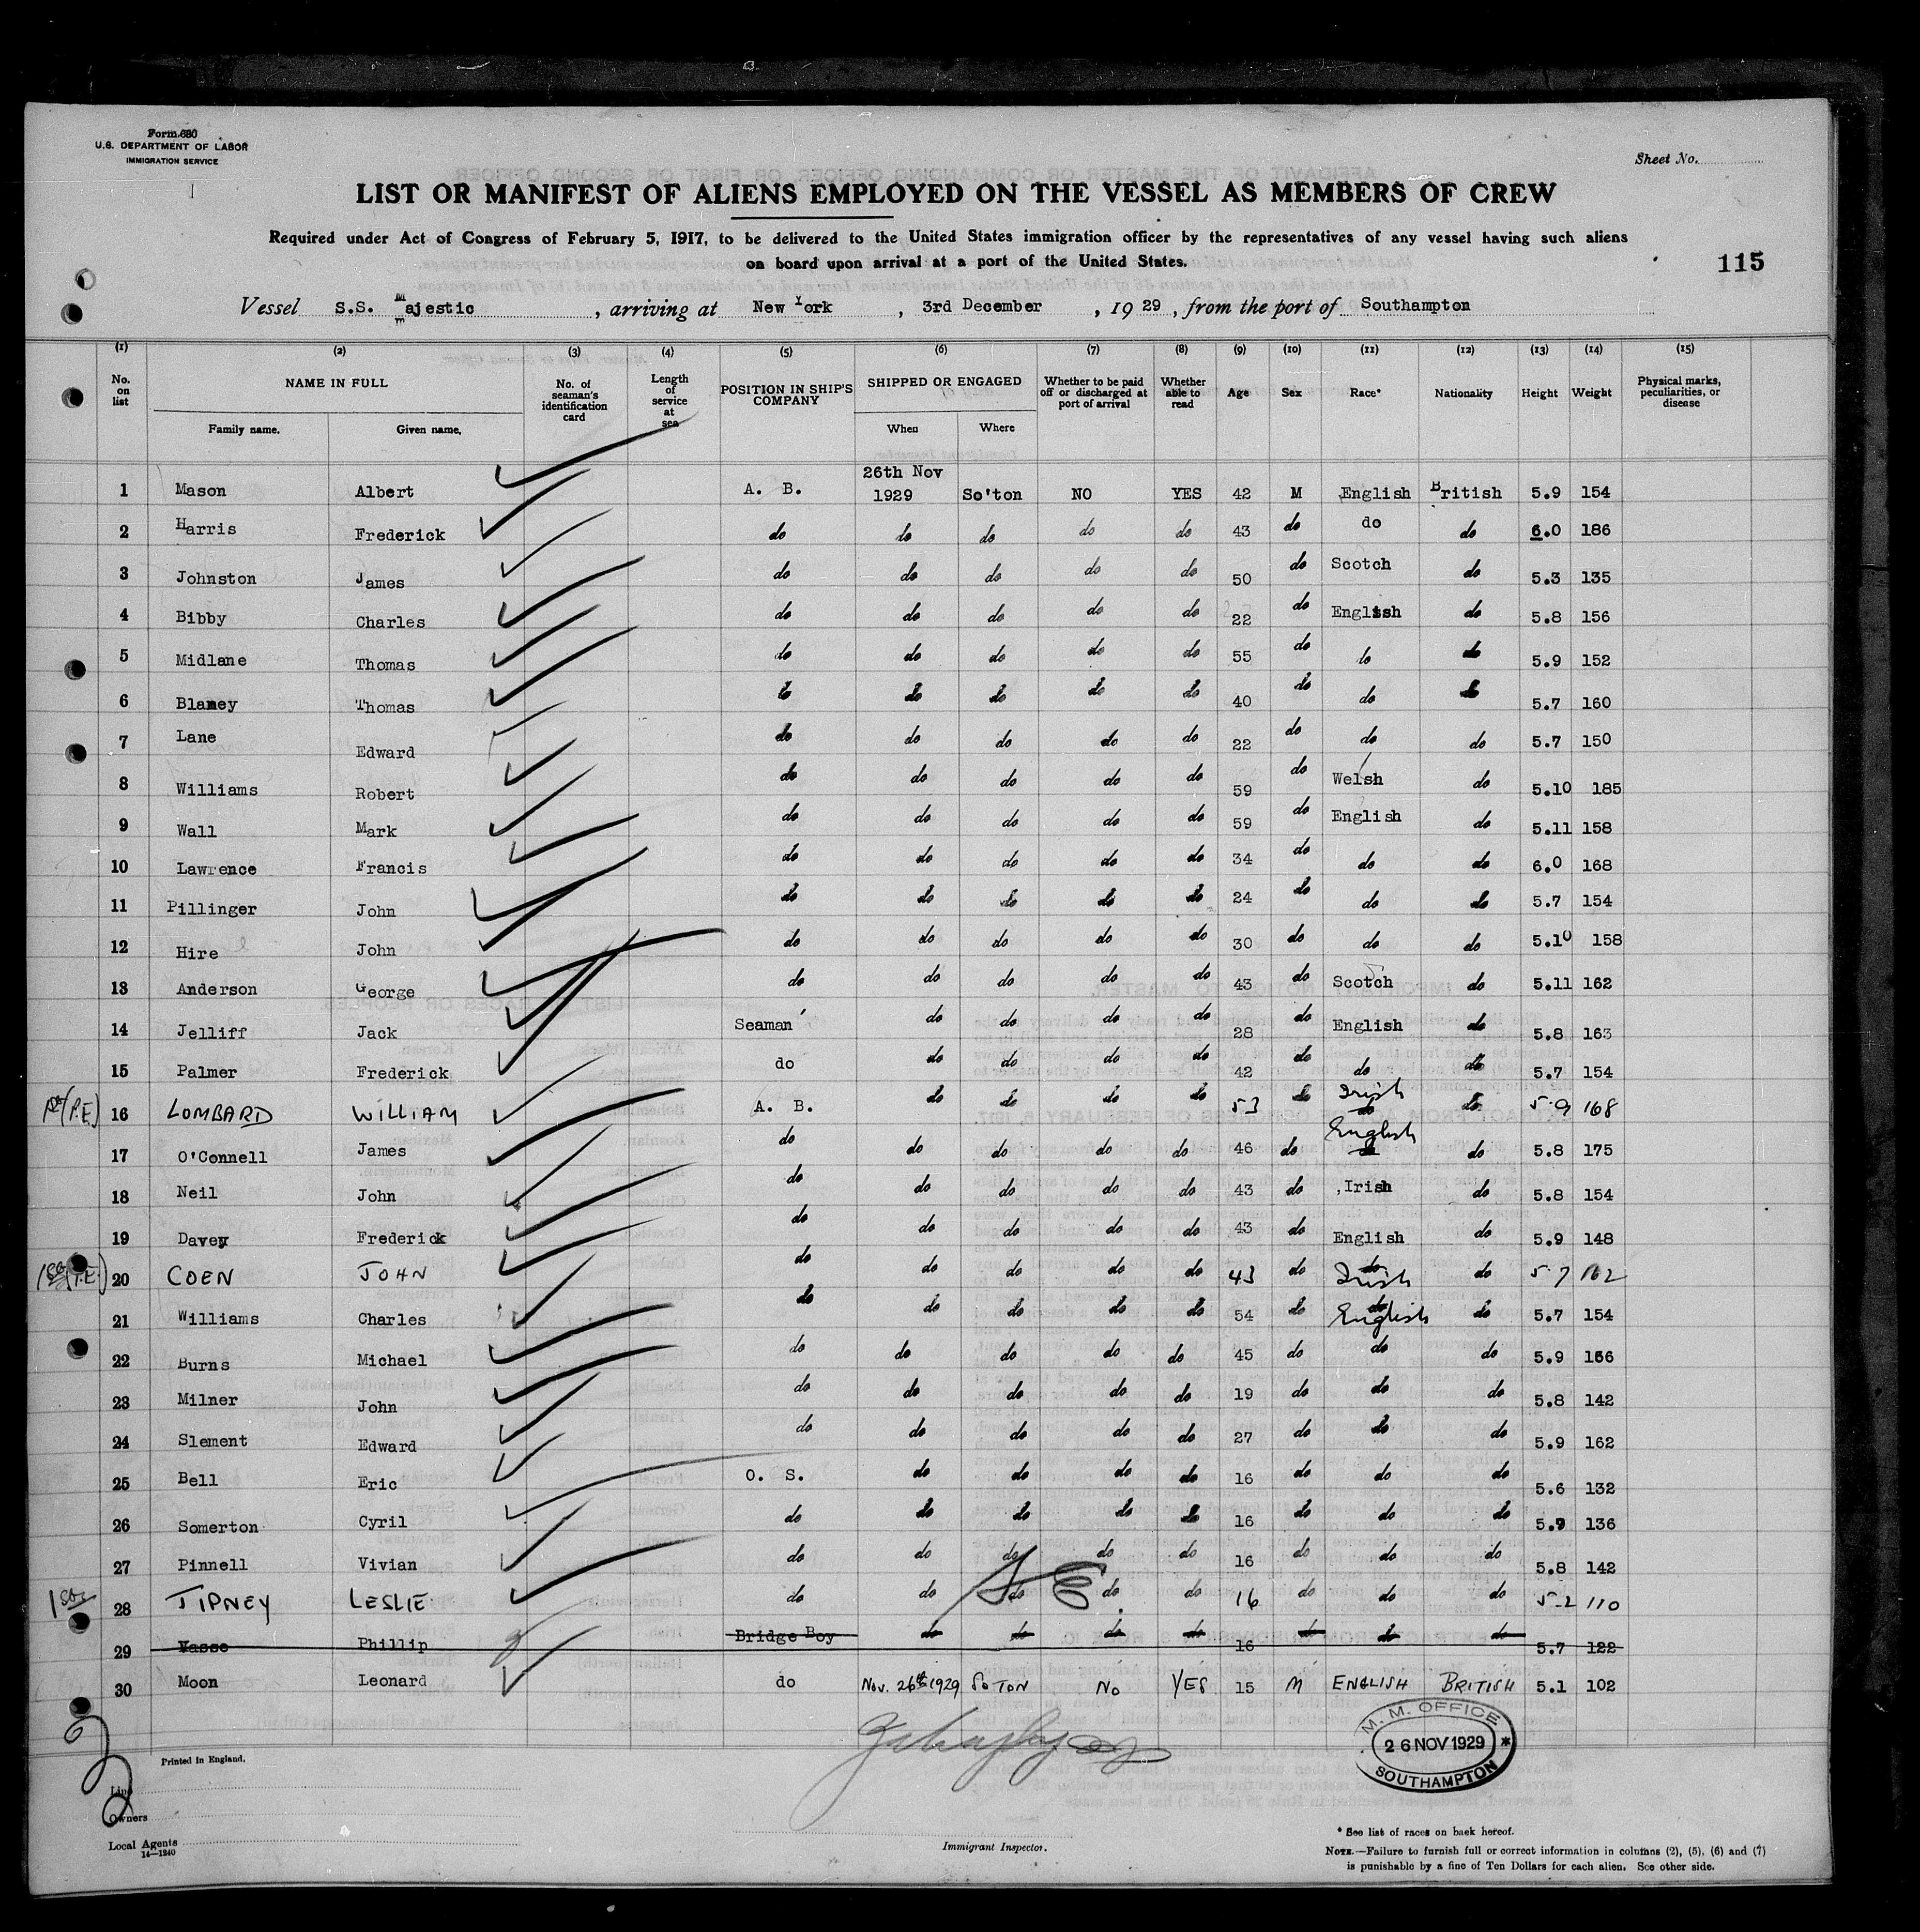 Form 680
U.S. DEPARTMENT OF LABOR
IMMIGRATION SERVICE
Sheet No.
LIST OR MANIFEST OF ALIENS EMPLOYED ON THE VESSEL AS MEMBERS OF CREW
Required under Act of Congress of February 5, 1917, to be delivered to the United States immigration officer by the representatives of any vessel having such aliens
on board upon arrival at a port of the United States.
115
Vessel S.S. Majestic, arriving at New York, 3rd December, 19 29, from the port of Southampton
(1) (2) (3) (4) (5) (6) (7) (8) (9) (10) (11) (12) (13) (14) (15)
No. on list NAME IN FULL Family name. Given name. No. of seaman's identification card Length of service at sea POSITION IN SHIP'S COMPANY SHIPPED OR ENGAGED When Where Whether to be paid off or discharged at port of arrival Whether able to read Age Sex Race* Nationality Height Weight Physical marks, peculiarities, or disease
1 Mason Albert A. B. 26th Nov 1929 So'ton NO YES 42 M English British 5.9 154
2 Harris Frederick do do do do do 43 do do do 6.0 186
3 Johnston James do do do do do 50 do Scotch do 5.3 135
4 Bibby Charles do do do do do 22 do English do 5.8 156
5 Midlane Thomas do do do do do 55 do do do 5.9 152
6 Blamey Thomas do do do do do 40 do do do 5.7 160
7 Lane Edward do do do do do 22 do do do 5.7 150
8 Williams Robert do do do do do 59 do Welsh do 5.10 185
9 Wall Mark do do do do do 59 do English do 5.11 158
10 Lawrence Francis do do do do do 34 do do do 6.0 168
11 Pillinger John do do do do do 24 do do do 5.7 154
12 Hire John do do do do do 30 do do do 5.10 158
13 Anderson George do do do do do 43 do Scotch do 5.11 162
14 Jelliff Jack Seaman do do do do 28 do English do 5.8 163
15 Palmer Frederick do do do do do 42 do do do 5.7 154
(P.E.) 16 LOMBARD WILLIAM A. B. do do do do 53 do Irish do do 5.9 168
17 O'Connell James do do do do do 46 do English do do 5.8 175
18 Neil John do do do do do 43 do Irish do 5.8 154
19 Davey Frederick do do do do do 43 do English do 5.9 148
20 COEN JOHN do do do do do 43 do do Irish do 5 7 162
21 Williams Charles do do do do do 54 do do English do 5.7 154
22 Burns Michael do do do do do 45 do do do 5.9 156
23 Milner John do do do do do 19 do do do 5.8 142
24 Slement Edward do do do do do 27 do do do 5.9 162
25 Bell Eric O. S. do do do do 16 do do do 5.6 132
26 Somerton Cyril do do do do do 16 do do do 5.9 136
27 Pinnell Vivian do do do do do 16 do do do 5.8 142
28 TIPNEY LESLIE do do do do do 16 do do do 5.2 110
29 Vasse Phillip Bridge Boy do do do do 16 do do do 5.7 122
30 Moon Leonard do Nov. 26th 1929 So TON No YES 15 M ENGLISH BRITISH 5.1 102
M. M. OFFICE
26 NOV 1929
SOUTHAMPTON
Printed in England.
Line
Owners
Local Agents
14—1240
Immigrant Inspector.
* See list of races on back hereof.
NOTE.—Failure to furnish full or correct information in columns (2), (5), (6) and (7)
is punishable by a fine of Ten Dollars for each alien. See other side.